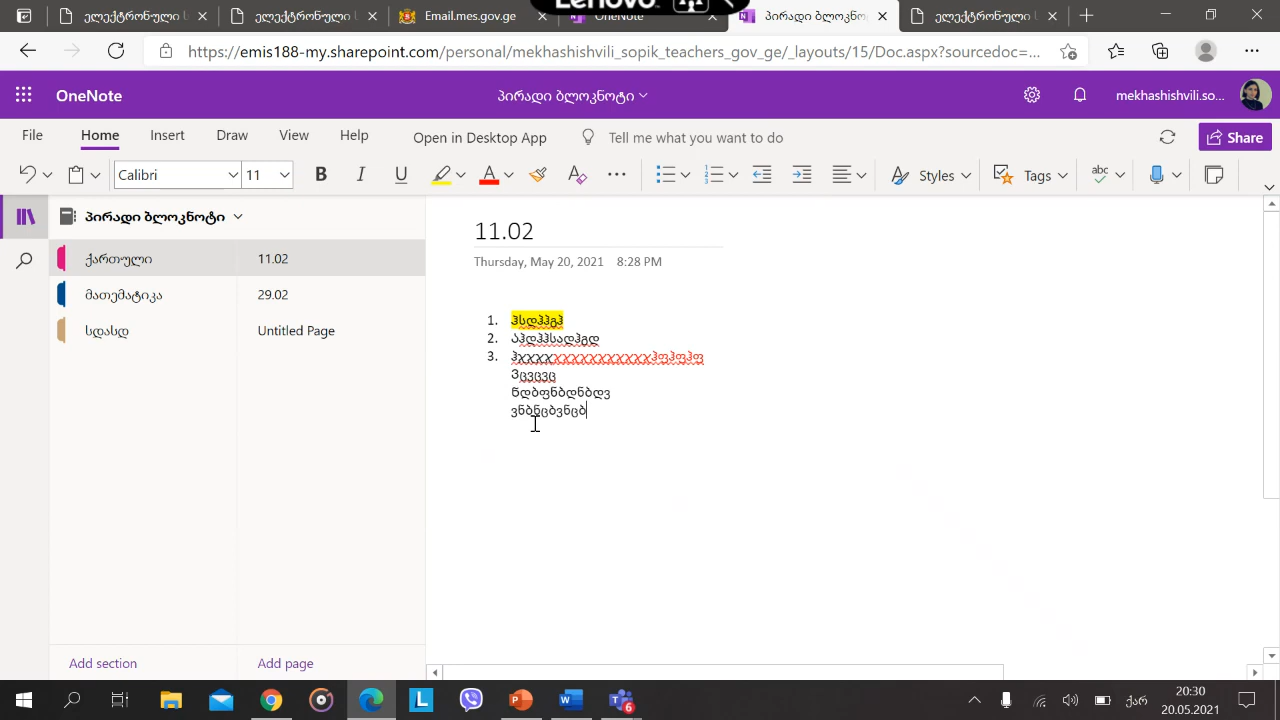 ელექტრონული
ელექტრონული
Email.mes.gov.ge
Lenovo
OneNote
პირადი ბლოკნო
ელექტრონული
https://emis188-my.sharepoint.com/personal/mekhashishvili_sopik_teachers_gov_ge/_layouts/15/Doc.aspx?sourcedoc=...
OneNote
პირადი ბლოკნოტი
mekhashishvili.so...
File Home Insert Draw View Help Open in Desktop App Tell me what you want to do Share
Calibri 11 B I U A Styles Tags abc
პირადი ბლოკნოტი
ქართული 11.02
მათემატიკა 29.02
სდასდ Untitled Page
Add section Add page
11.02
Thursday, May 20, 2021 8:28 PM
1. ჰსდჰჰგჰ
2. აჰდჰჰსადჰგდ
3.
ვცვცვც
ნდბფნბდნბდვ
ვნბნცბვნცბ
L W 6 ქარ 20:30
20.05.2021